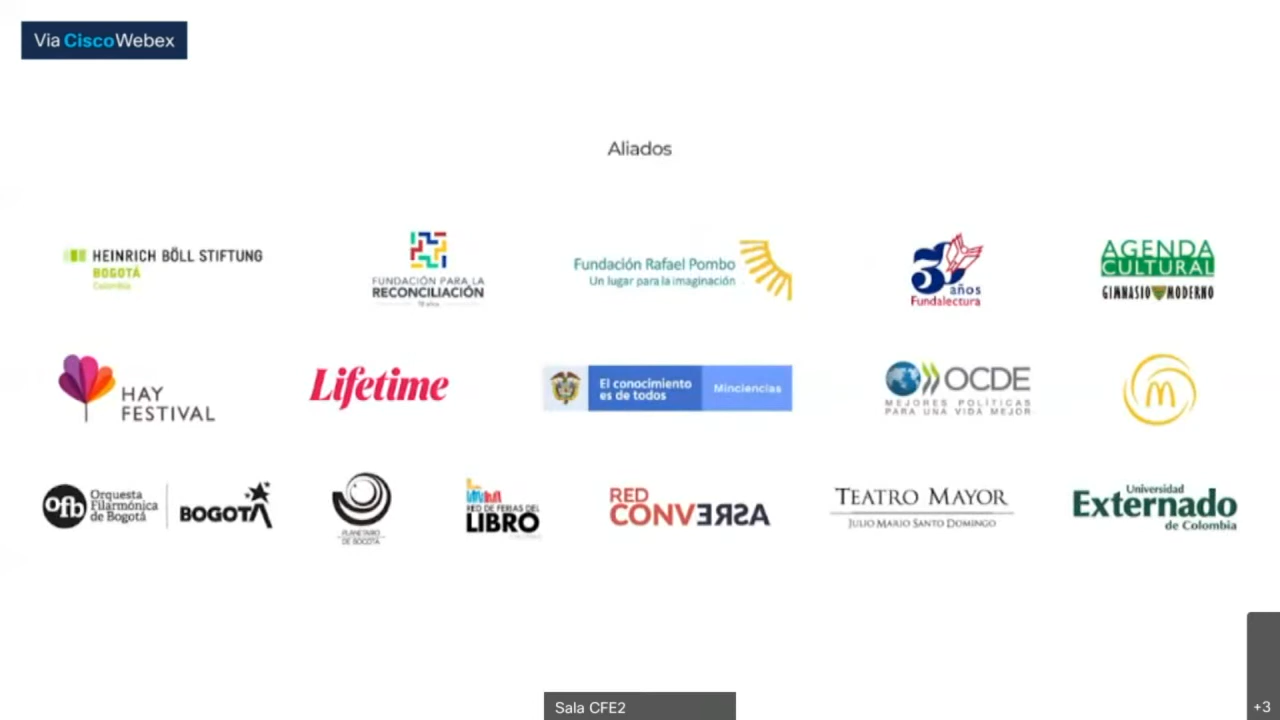 Via Cisco Webex
Aliados
HEINRICH BÖLL STIFTUNG
BOGOTÁ
Colombia
FUNDACIÓN PARA LA
RECONCILIACIÓN
Fundación Rafael Pombo
Un lugar para la imaginación
30
años
Fundalectura
AGENDA
CULTURAL
GIMNASIO MODERNO
HAY
FESTIVAL
Lifetime
El conocimiento
es de todos
Minciencias
OCDE
MEJORES POLÍTICAS
PARA UNA VIDA MEJOR
m
ofb
Orquesta
Filarmónica
de Bogotá
BOGOTÁ
PLANETARIO
DE BOGOTÁ
RED DE FERIAS DEL
LIBRO
RED
CONVERSA
TEATRO MAYOR
JULIO MARIO SANTO DOMINGO
Universidad
Externado
de Colombia
Sala CFE2
+3